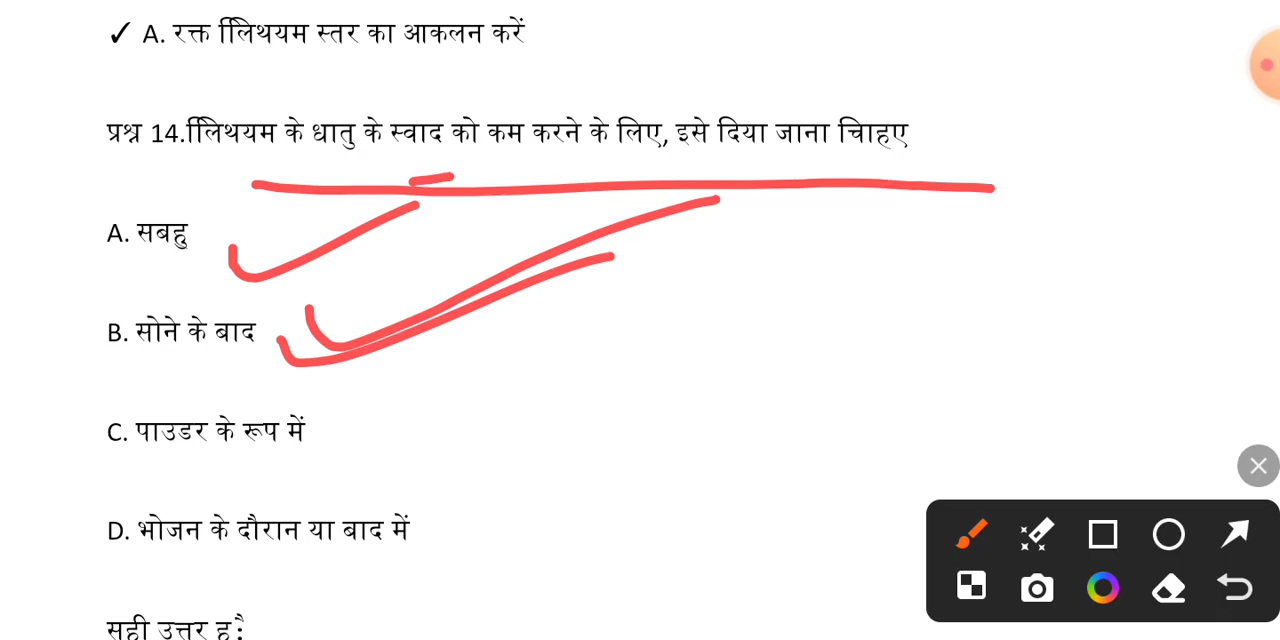 ✓ A. रक्त लिथियम स्तर का आकलन करें
प्रश्न 14.लिथियम के धातु के स्वाद को कम करने के लिए, इसे दिया जाना चाहिए
A. सबहु
B. सोने के बाद
C. पाउडर के रूप में
D. भोजन के दौरान या बाद में
सही उत्तर है: